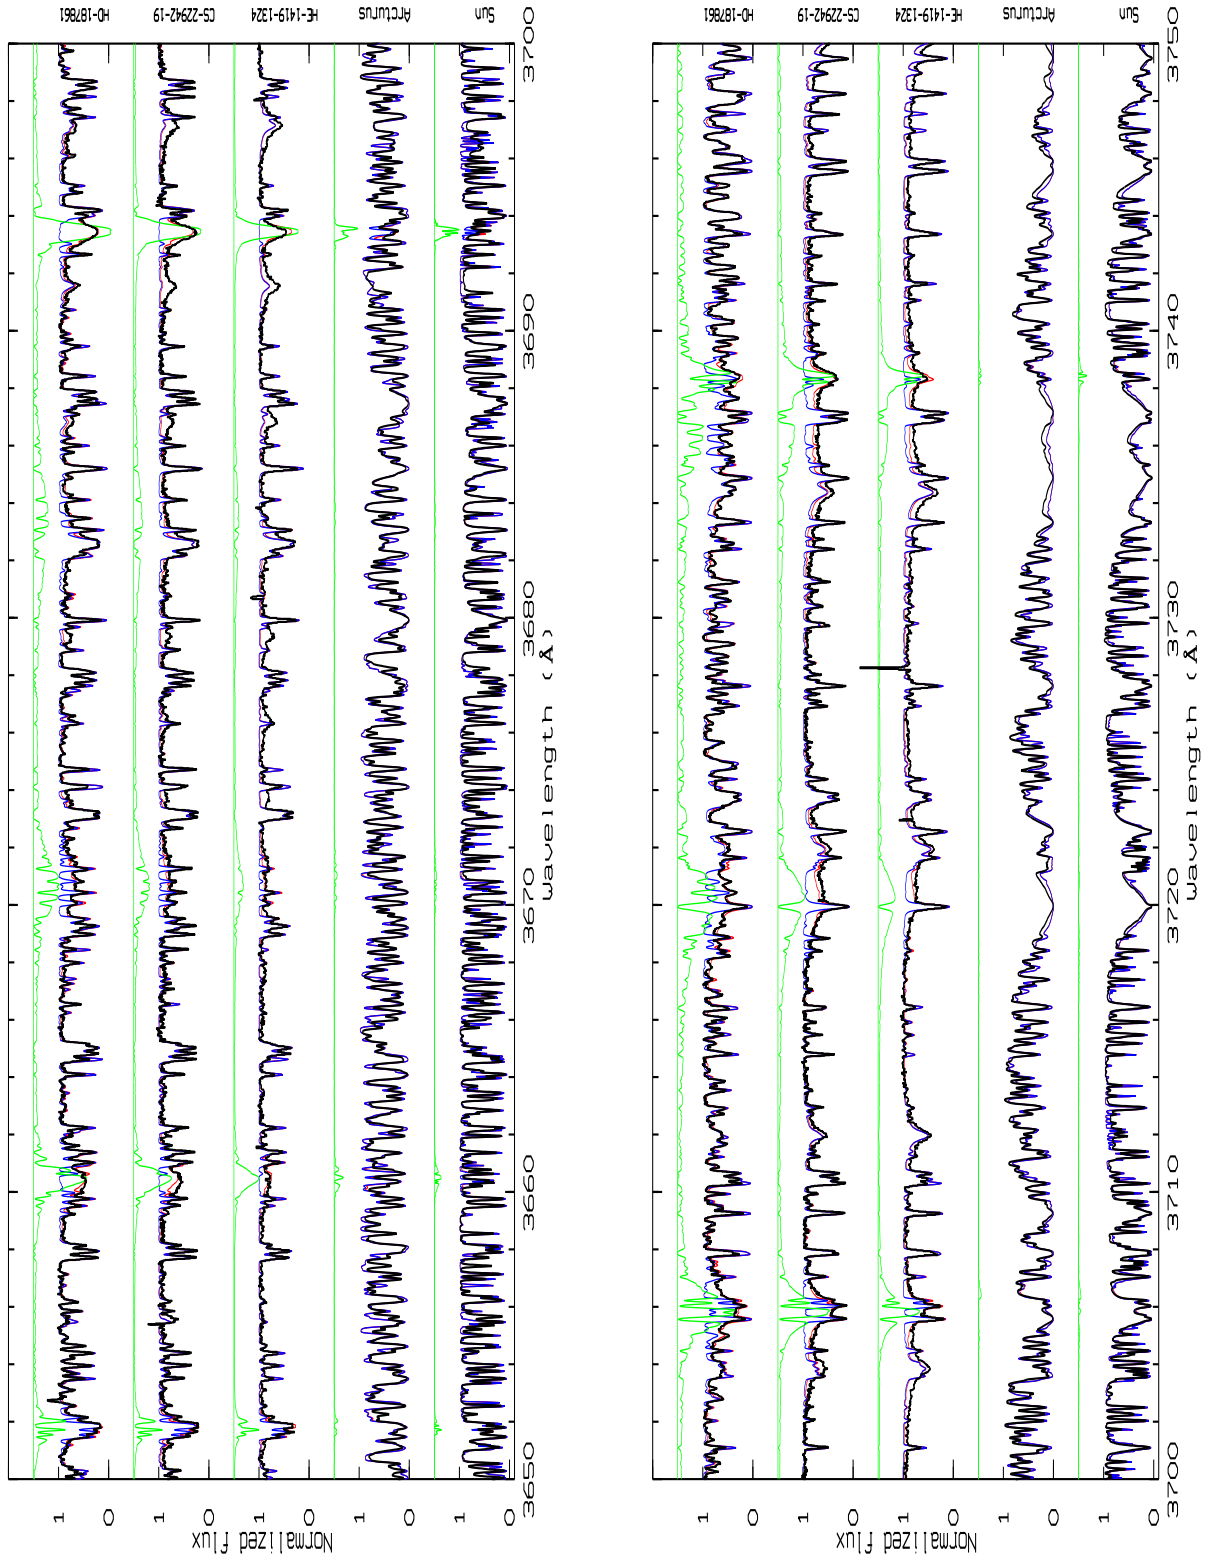 HD-187861
CS-22942-19
HE-1419-1324
Arcturus
Sun
Normalized Flux
1 0 1 0 1 0 1 0 1 0
3650 3660 3670 3680 3690 3700
Wavelength (Å)
HD-187861
CS-22942-19
HE-1419-1324
Arcturus
Sun
Normalized Flux
1 0 1 0 1 0 1 0 1 0
3700 3710 3720 3730 3740 3750
Wavelength (Å)